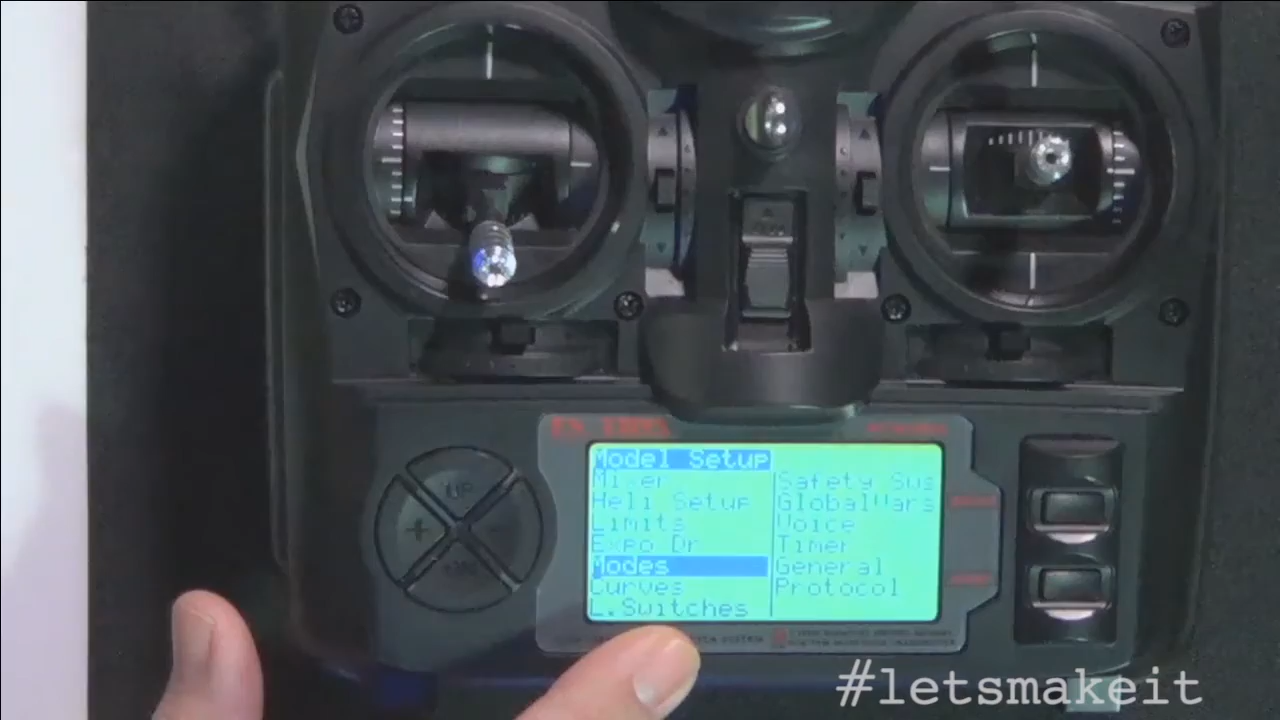 UP
+
Model Setup
Mixer
Heli Setup
Limits
Expo Dr
Modes
Curves
L.Switches
Safety Sws
GlobalVars
Voice
Timer
General
Protocol
#letsmakeit